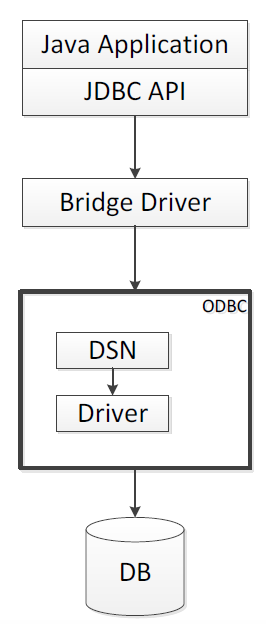 Java Application
JDBC API
Bridge Driver
ODBC
DSN
Driver
DB